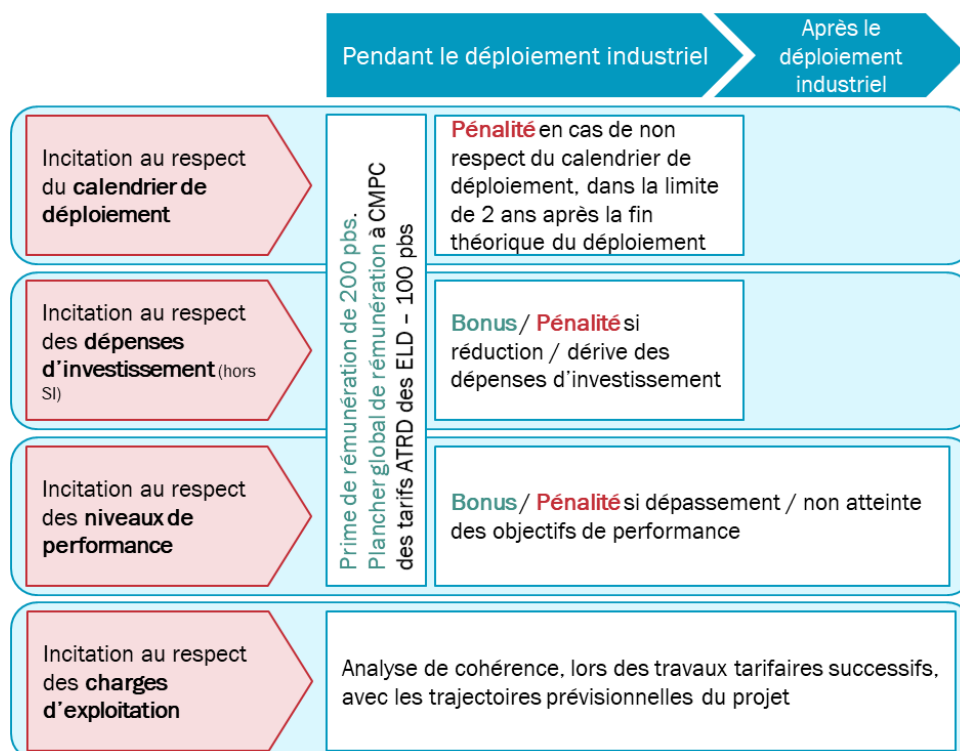 Pendant le déploiement industriel
Après le
déploiement
industriel
Incitation au respect
du calendrier de
déploiement
Prime de rémunération de 200 pbs.
Plancher global de rémunération à CMPC
des tarifs ATRD des ELD – 100 pbs
Pénalité en cas de non
respect du calendrier de
déploiement, dans la limite
de 2 ans après la fin
théorique du déploiement
Incitation au respect
des dépenses
d'investissement (hors
SI)
Bonus / Pénalité si
réduction / dérive des
dépenses d'investissement
Incitation au respect
des niveaux de
performance
Bonus / Pénalité si dépassement / non atteinte
des objectifs de performance
Incitation au respect
des charges
d'exploitation
Analyse de cohérence, lors des travaux tarifaires successifs,
avec les trajectoires prévisionnelles du projet